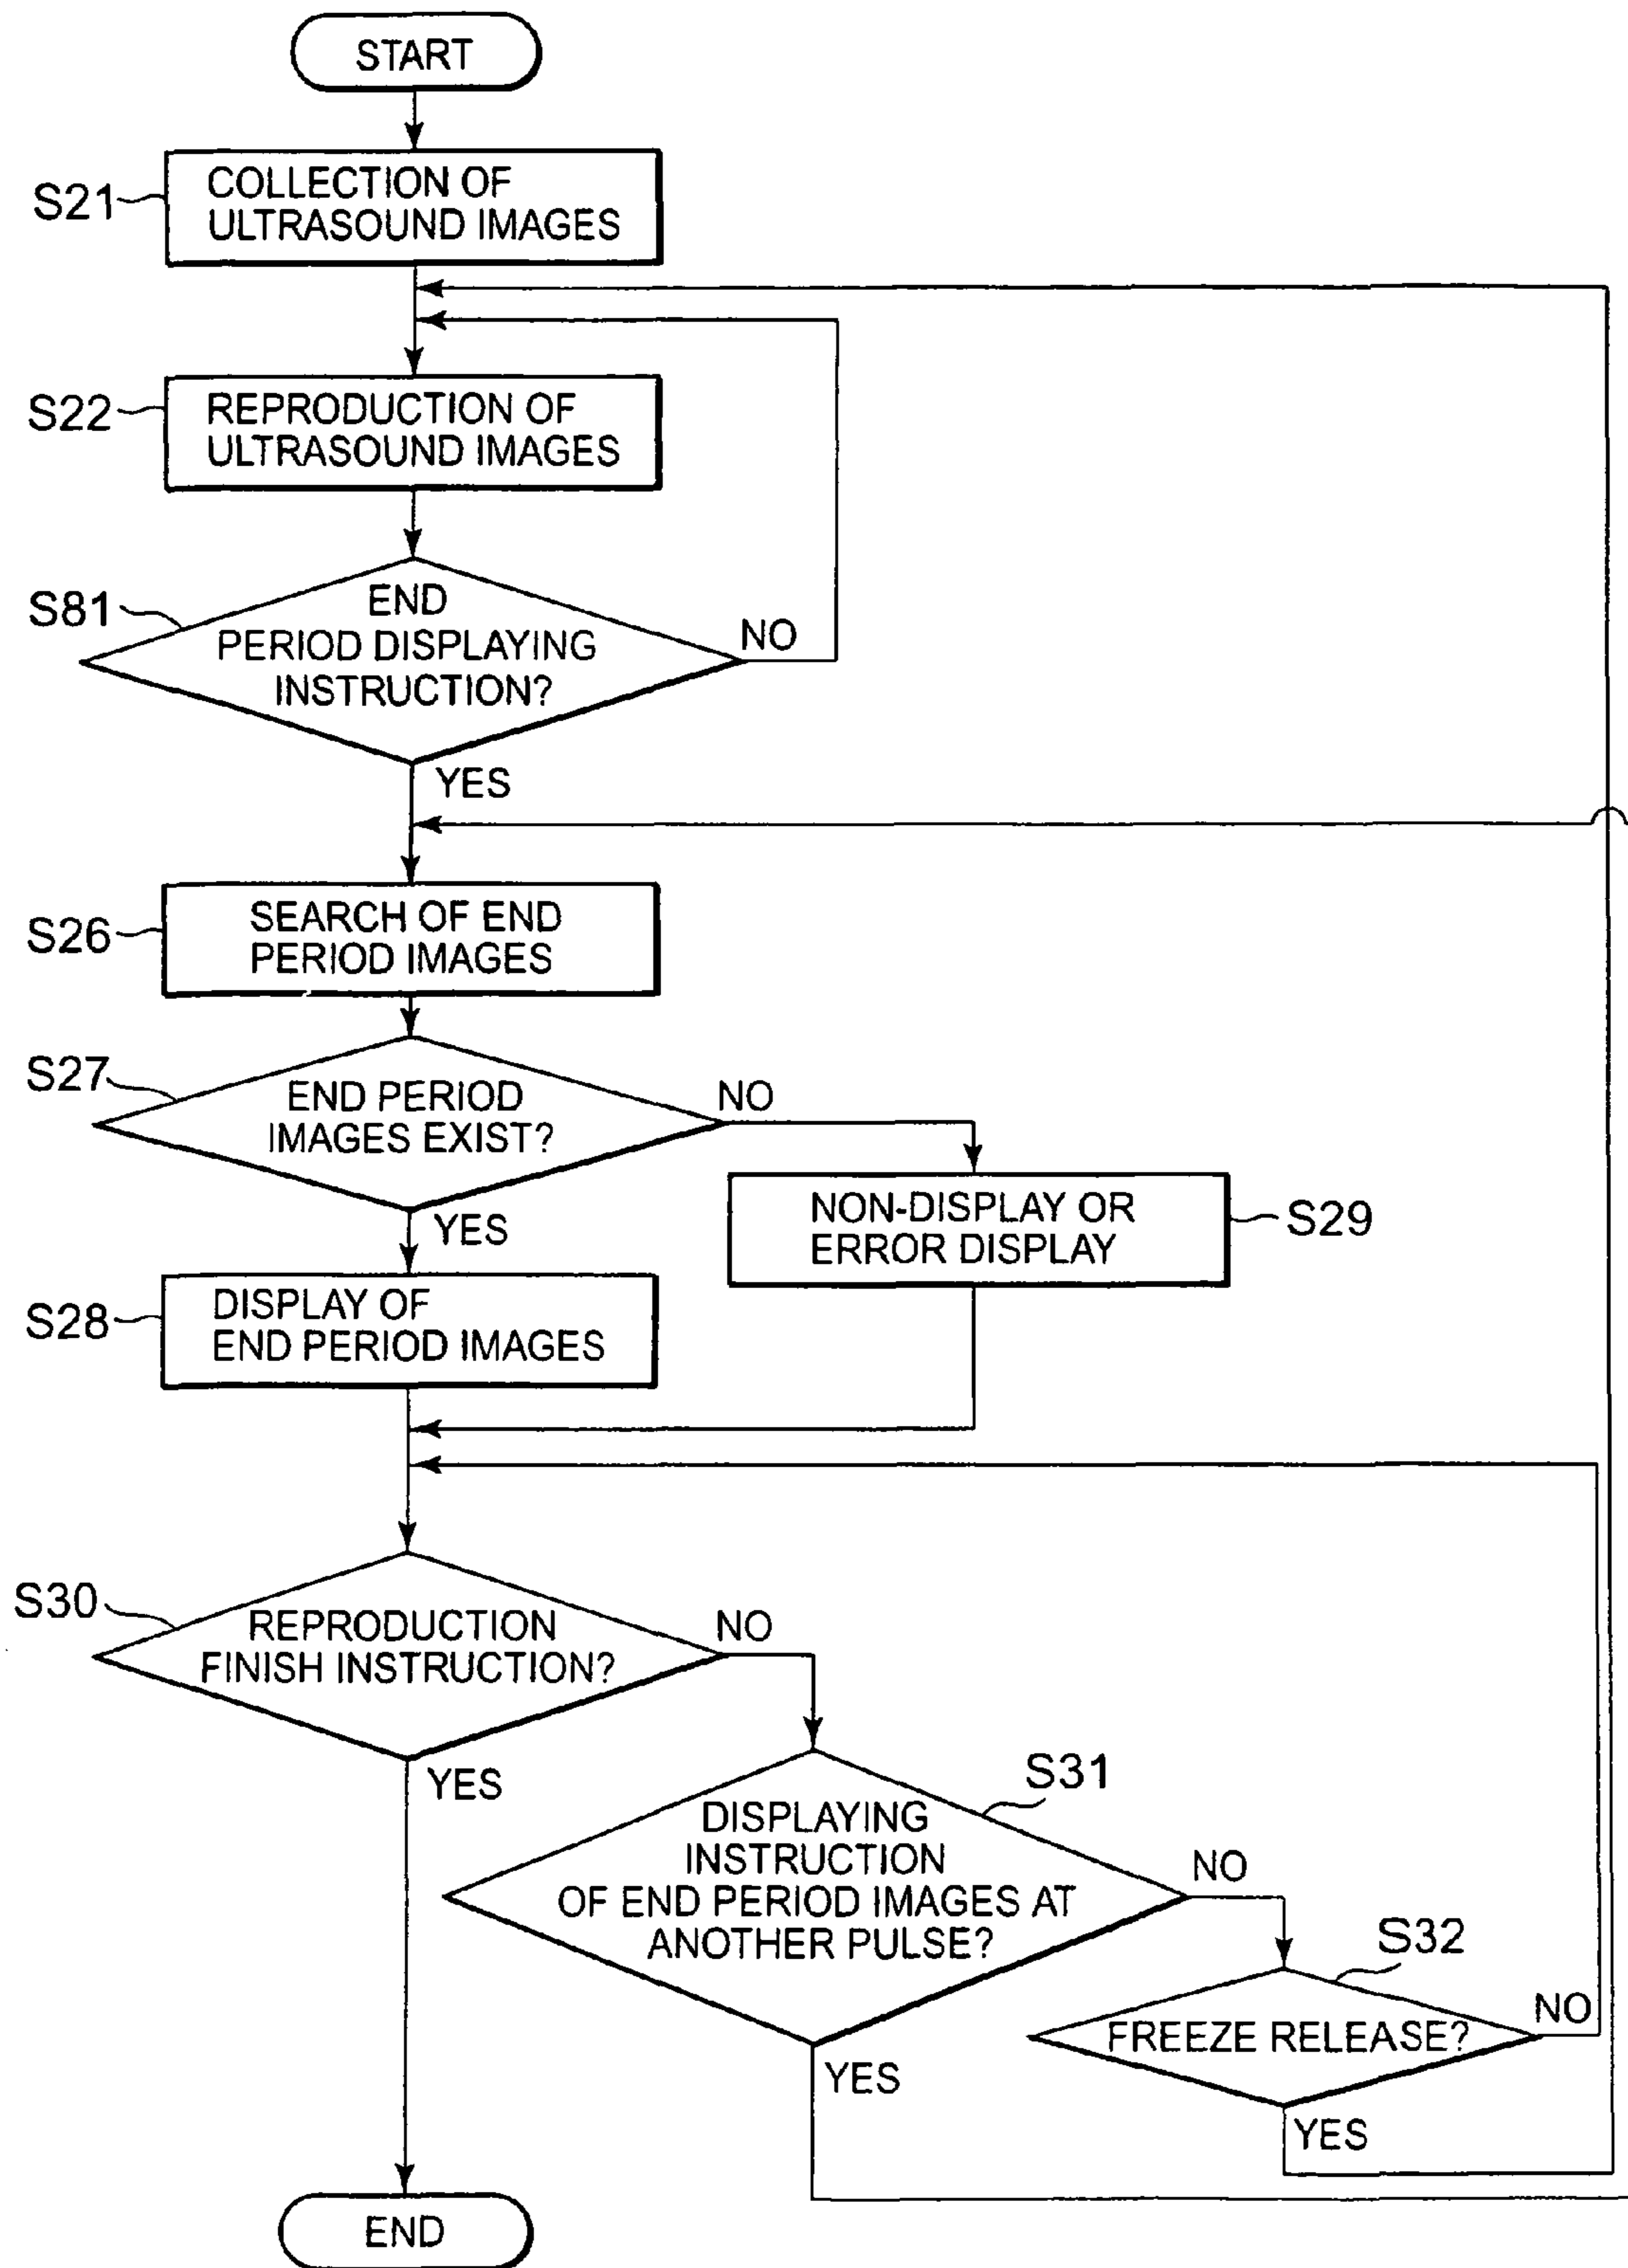 START
S21
COLLECTION OF
ULTRASOUND IMAGES
S22
REPRODUCTION OF
ULTRASOUND IMAGES
S81
END
PERIOD DISPLAYING
INSTRUCTION?
NO
YES
S26
SEARCH OF END
PERIOD IMAGES
S27
END PERIOD
IMAGES EXIST?
NO
YES
NON-DISPLAY OR
ERROR DISPLAY
S29
S28
DISPLAY OF
END PERIOD IMAGES
S30
REPRODUCTION
FINISH INSTRUCTION?
NO
YES
S31
DISPLAYING
INSTRUCTION
OF END PERIOD IMAGES AT
ANOTHER PULSE?
NO
YES
S32
FREEZE RELEASE?
NO
YES
END